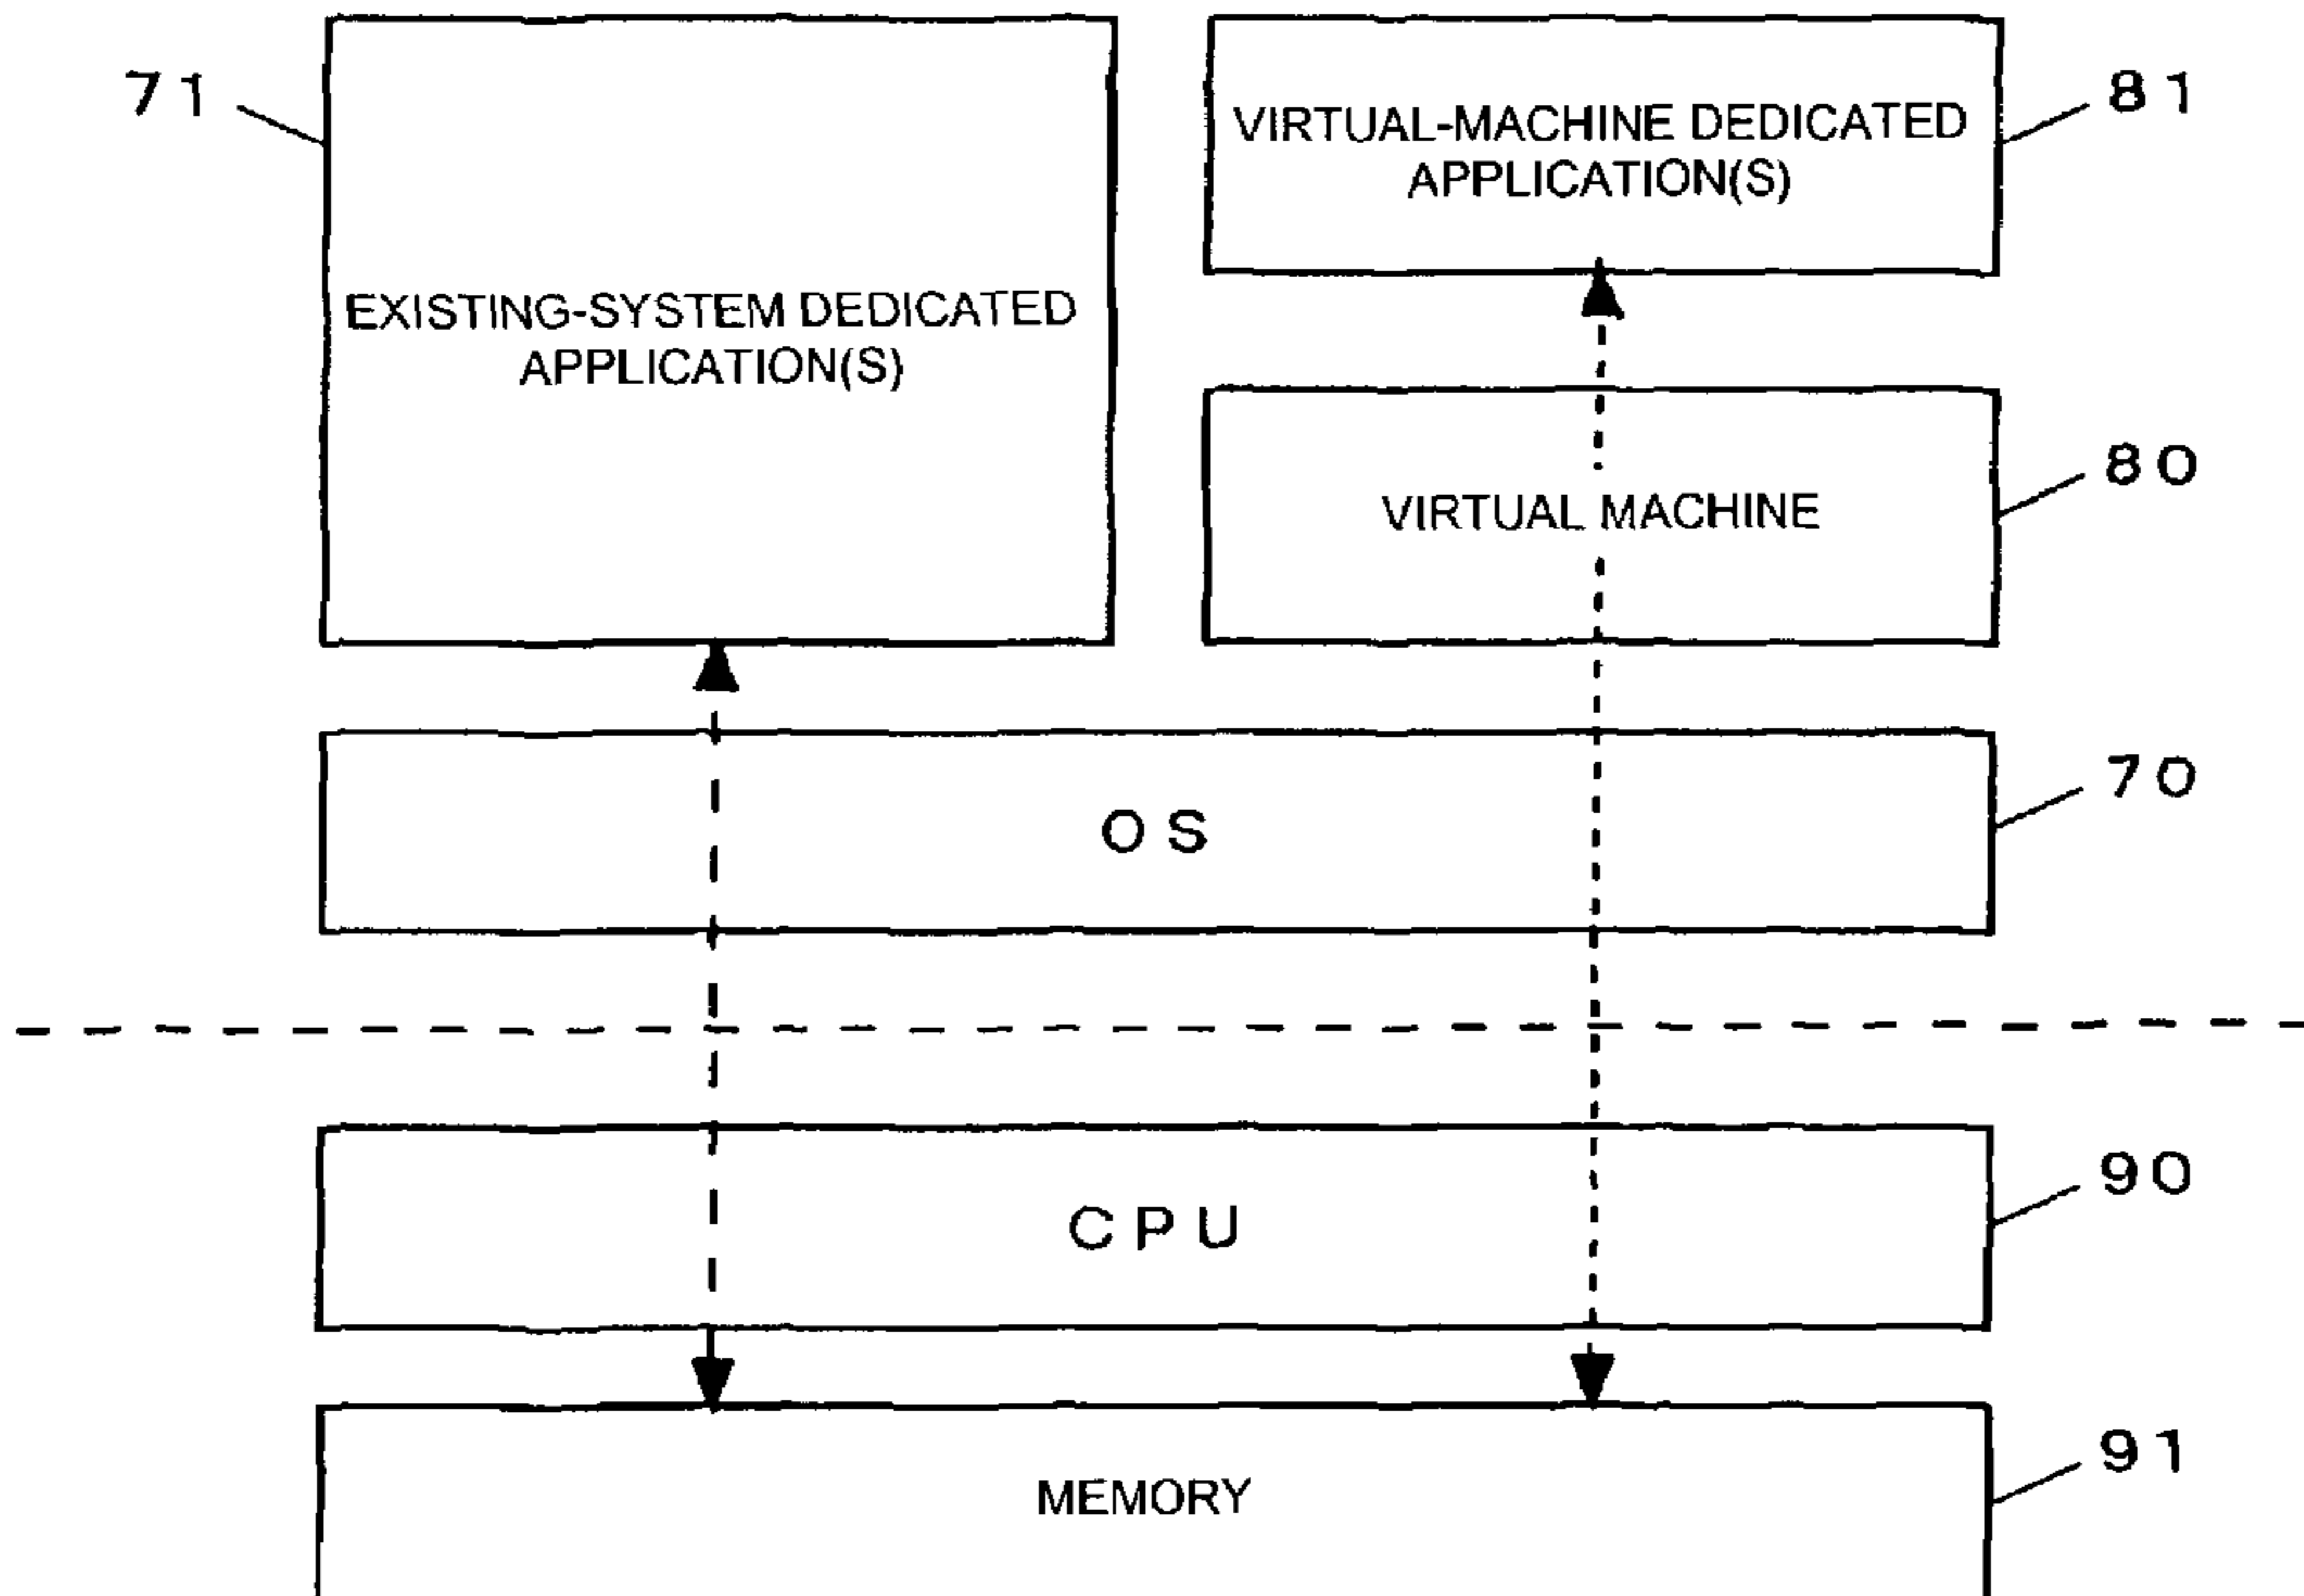 71
81
VIRTUAL-MACHINE DEDICATED
APPLICATION(S)
EXISTING-SYSTEM DEDICATED
APPLICATION(S)
80
VIRTUAL MACHINE
70
OS
90
CPU
91
MEMORY